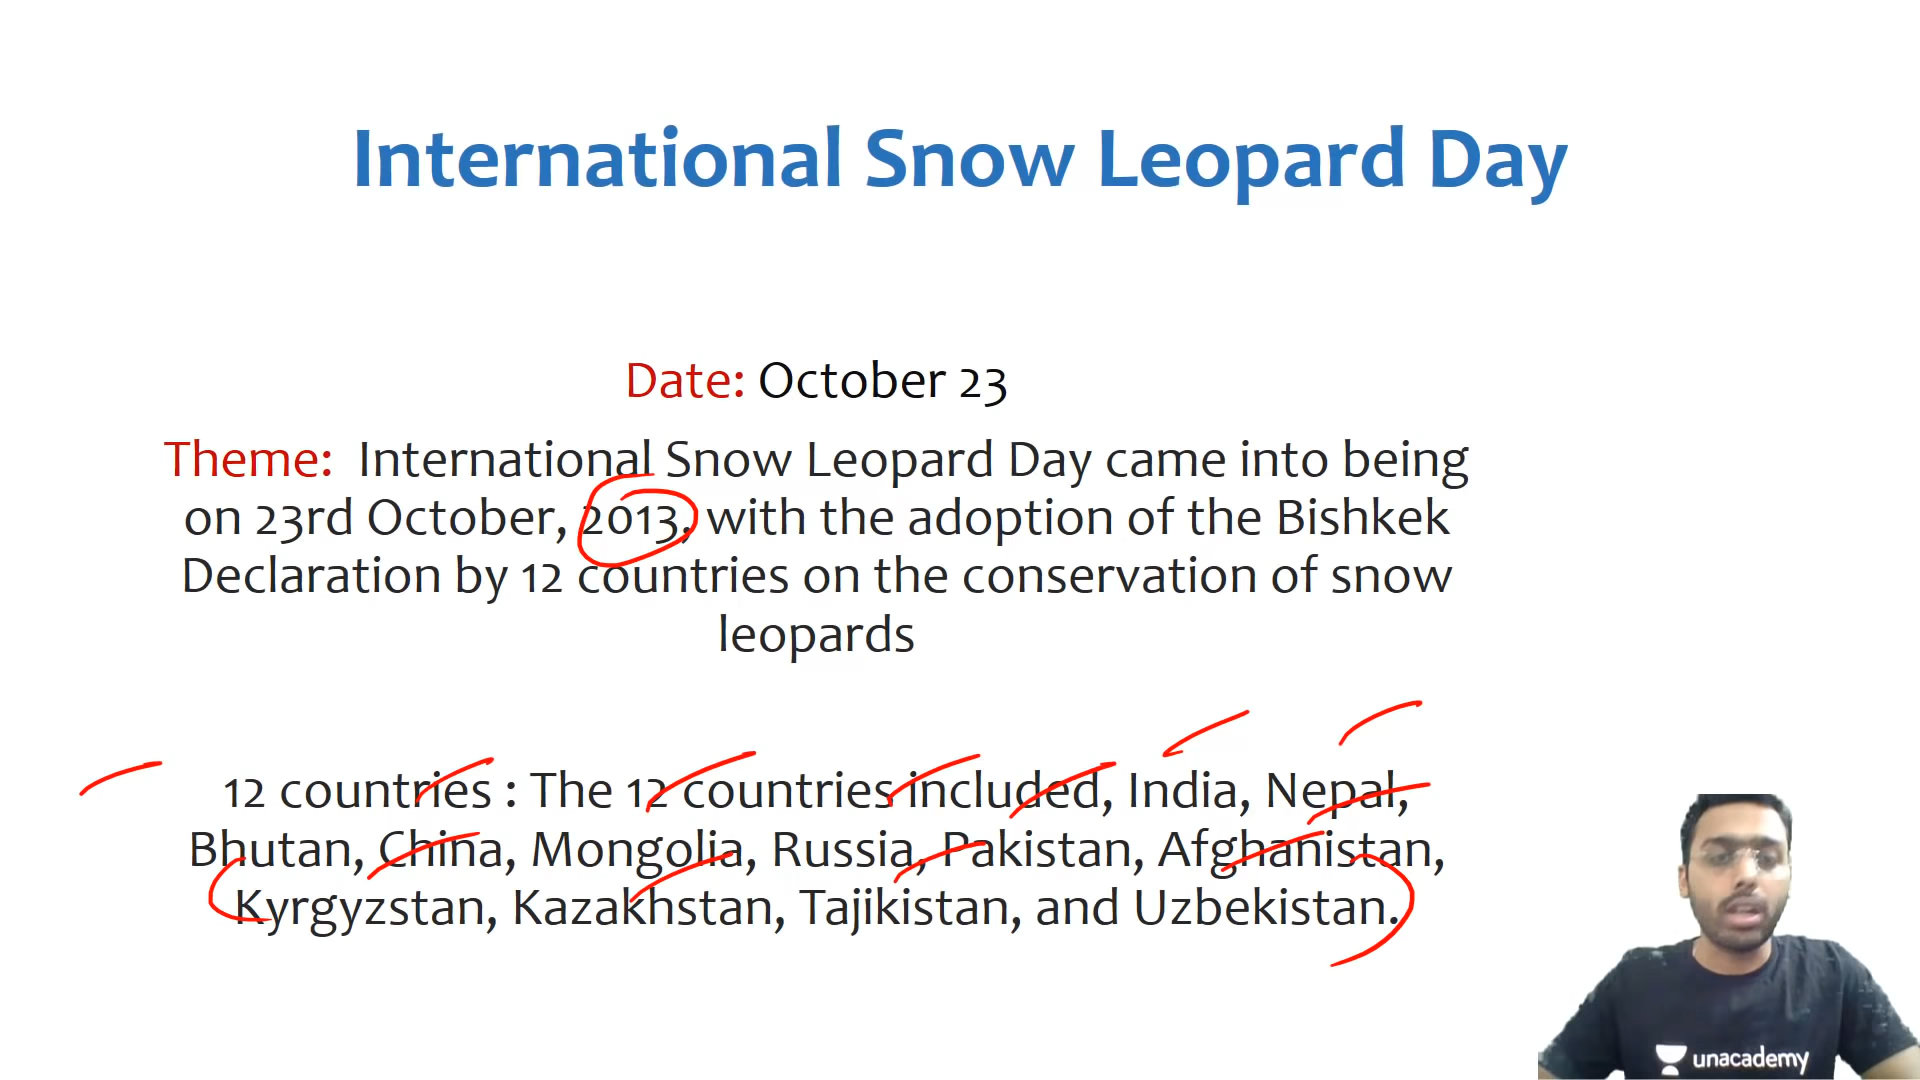 International Snow Leopard Day
Date: October 23
Theme: International Snow Leopard Day came into being
on 23rd October, 2013, with the adoption of the Bishkek
Declaration by 12 countries on the conservation of snow
leopards
12 countries : The 12 countries included, India, Nepal,
Bhutan, China, Mongolia, Russia, Pakistan, Afghanistan,
Kyrgyzstan, Kazakhstan, Tajikistan, and Uzbekistan.
unacademy